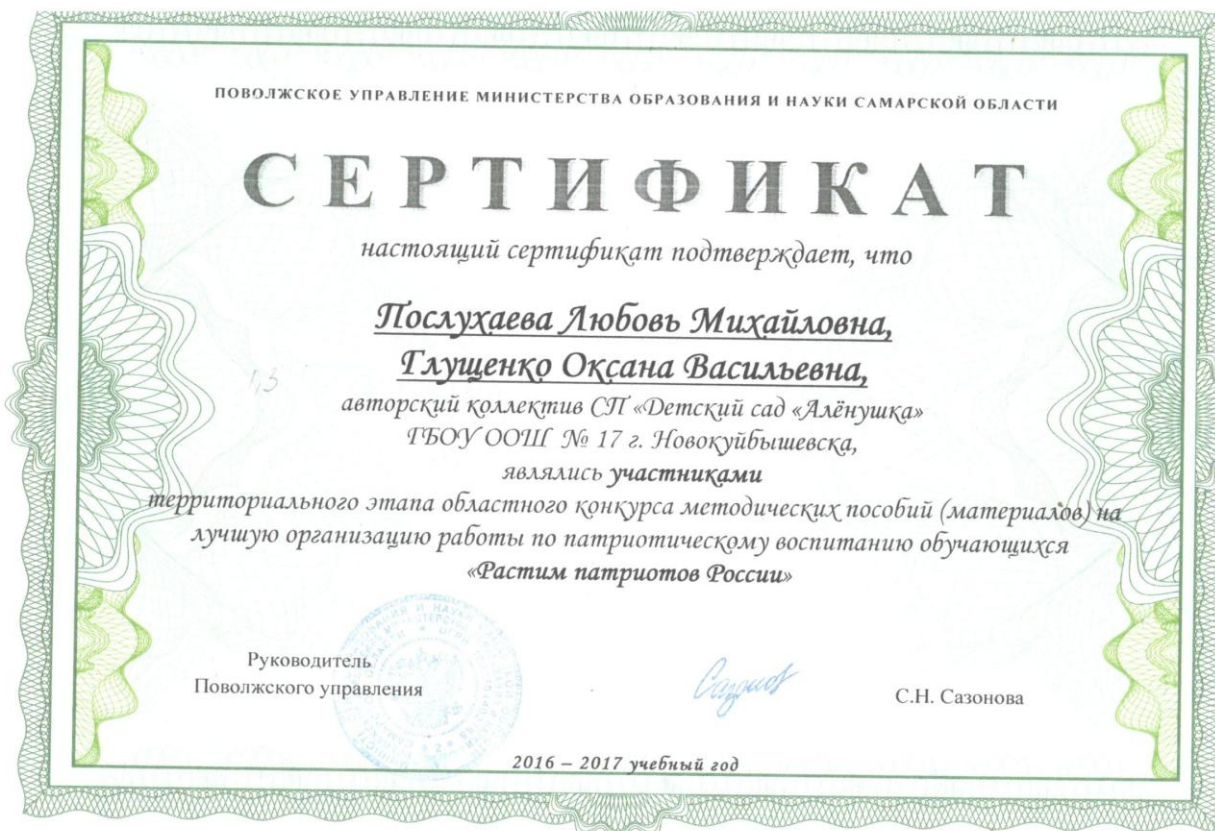 ПОВОЛЖСКОЕ УПРАВЛЕНИЕ МИНИСТЕРСТВА ОБРАЗОВАНИЯ И НАУКИ САМАРСКОЙ ОБЛАСТИ
СЕРТИФИКАТ
настоящий сертификат подтверждает, что
Послухаева Любовь Михайловна,
Глущенко Оксана Васильевна,
1,3
авторский коллектив СП «Детский сад «Алёнушка»
ГБОУ ООШ № 17 г. Новокуйбышевска,
являлись участниками
территориального этапа областного конкурса методических пособий (материалов) на
лучшую организацию работы по патриотическому воспитанию обучающихся
«Растим патриотов России»
Руководитель
Поволжского управления
С.Н. Сазонова
2016 – 2017 учебный год